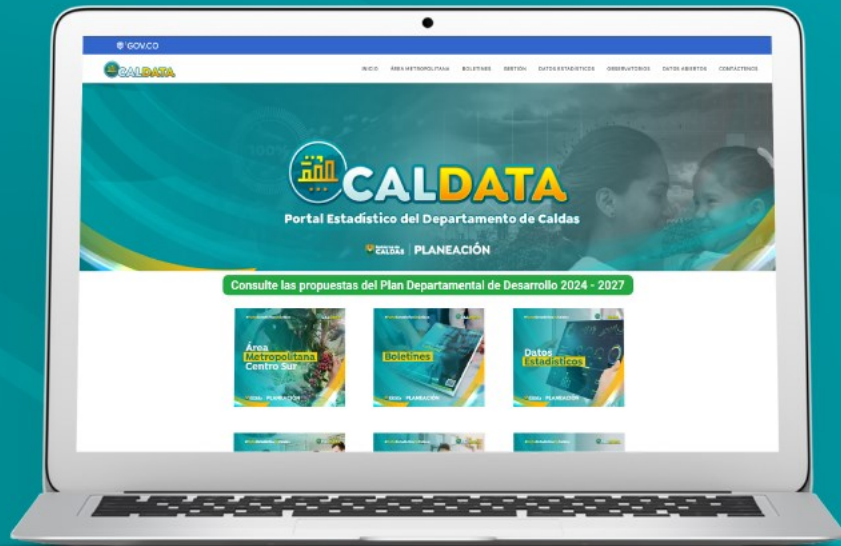 GOV.CO
CALDATA
INICIO ÁREA METROPOLITANA BOLETINES GESTIÓN DATOS ESTADÍSTICOS OBSERVATORIOS DATOS ABIERTOS CONTÁCTENOS
100%
CALDATA
Portal Estadístico del Departamento de Caldas
CALDAS | PLANEACIÓN
Consulte las propuestas del Plan Departamental de Desarrollo 2024 - 2027
Área
Metropolitana
Centro Sur
PLANEACIÓN
Boletines
PLANEACIÓN
Datos
Estadísticos
PLANEACIÓN